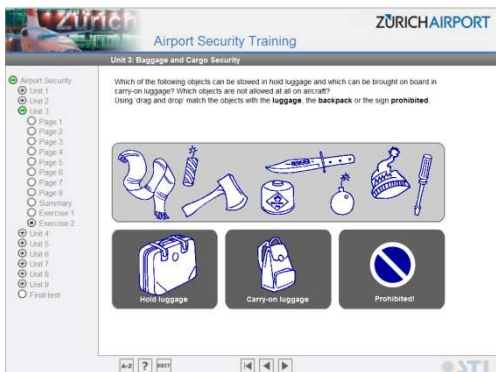 Zürich
ZÜRICHAIRPORT
Airport Security Training
Unit 3: Baggage and Cargo Security
Airport Security
Unit 1
Unit 2
Unit 3
Page 1
Page 2
Page 3
Page 4
Page 5
Page 6
Page 7
Page 8
Summary
Exercise 1
Exercise 2
Unit 4
Unit 5
Unit 6
Unit 7
Unit 8
Unit 9
Final test
Which of the following objects can be stowed in hold luggage and which can be brought on board in
carry-on luggage? Which objects are not allowed at all on aircraft?
Using 'drag and drop' match the objects with the luggage, the backpack or the sign prohibited.
Hold luggage
Carry-on luggage
Prohibited!
A-Z ? EXIT
STI